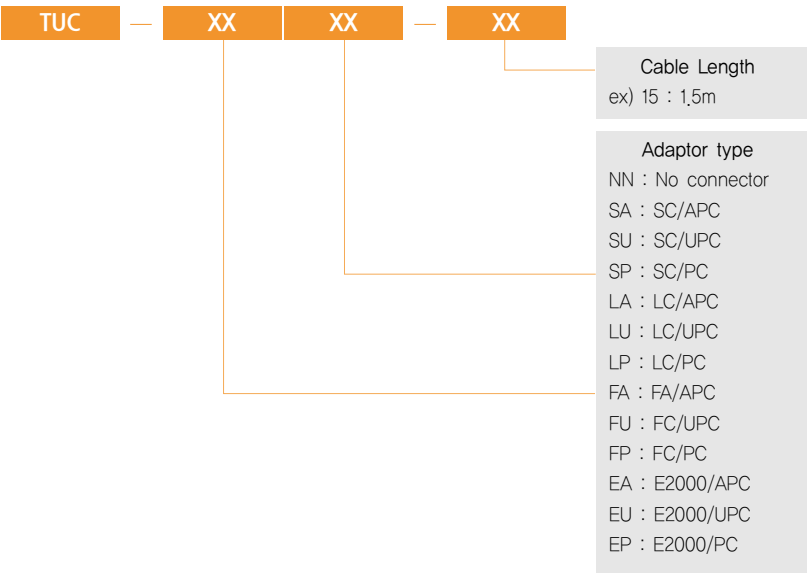 TUC — XX XX — XX
Cable Length
ex) 15 : 1.5m
Adaptor type
NN : No connector
SA : SC/APC
SU : SC/UPC
SP : SC/PC
LA : LC/APC
LU : LC/UPC
LP : LC/PC
FA : FA/APC
FU : FC/UPC
FP : FC/PC
EA : E2000/APC
EU : E2000/UPC
EP : E2000/PC